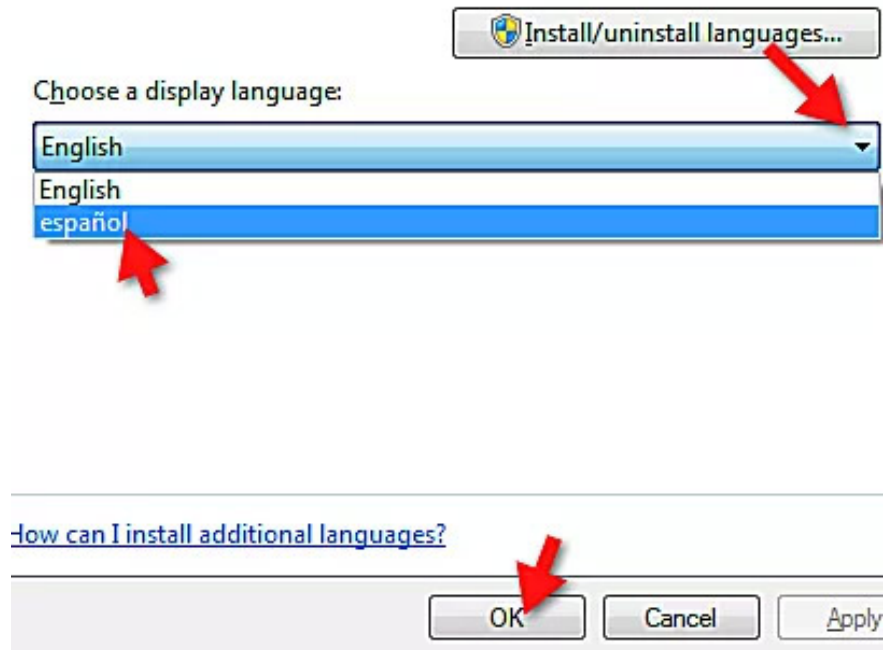 Install/uninstall languages...
Choose a display language:
English
English
español
How can I install additional languages?
OK Cancel Apply